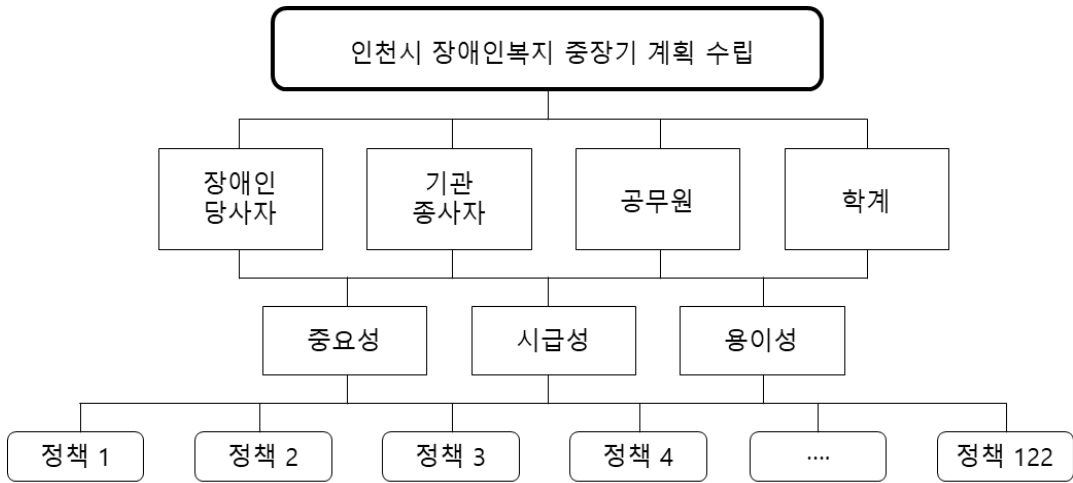 인천시 장애인복지 중장기 계획 수립
장애인
당사자
기관
종사자
공무원
학계
중요성
시급성
용이성
정책 1
정책 2
정책 3
정책 4
....
정책 122